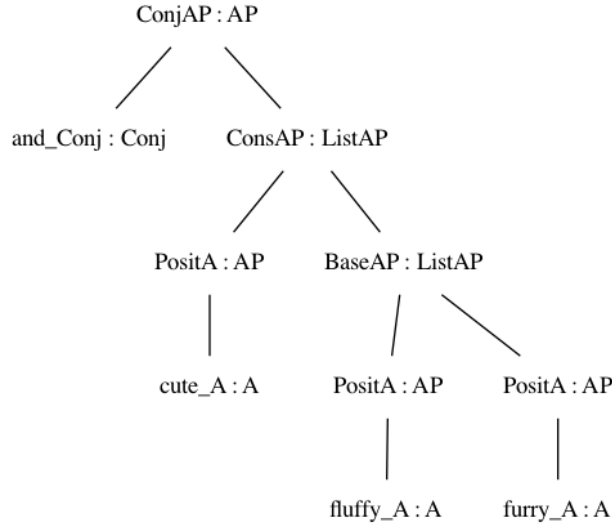 ConjAP : AP
and_Conj : Conj ConsAP : ListAP
PositA : AP BaseAP : ListAP
cute_A : A PositA : AP PositA : AP
fluffy_A : A furry_A : A